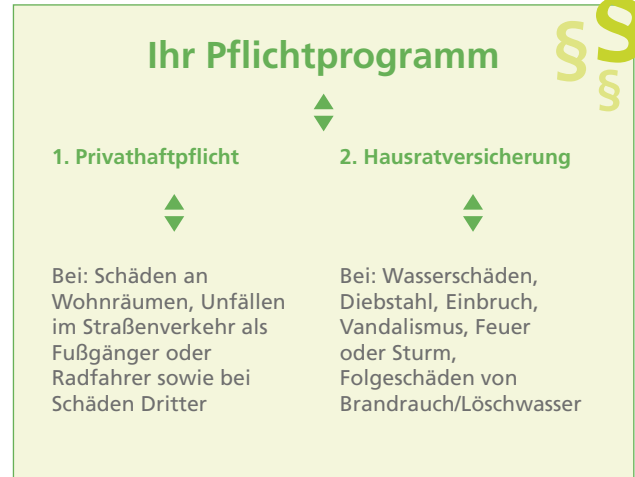 Ihr Pflichtprogramm
§ § §
1. Privathaftpflicht
2. Hausratversicherung
Bei: Schäden an
Wohnräumen, Unfällen
im Straßenverkehr als
Fußgänger oder
Radfahrer sowie bei
Schäden Dritter
Bei: Wasserschäden,
Diebstahl, Einbruch,
Vandalismus, Feuer
oder Sturm,
Folgeschäden von
Brandrauch/Löschwasser